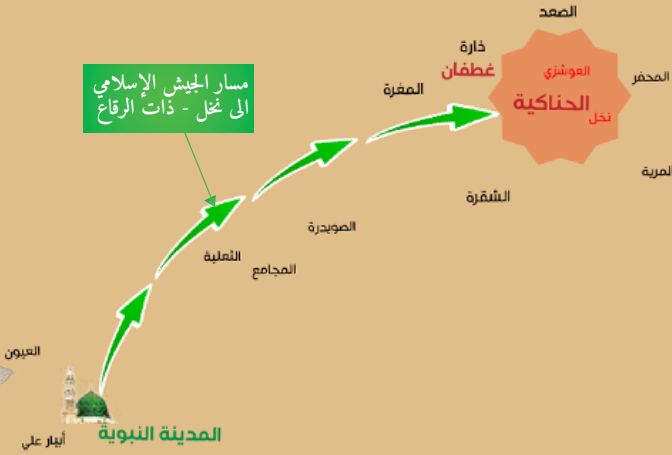 الصعد
ذارة
غطفان
العوشزي
المحفر
مسار الجيش الإسلامي
الى نخل - ذات الرقاع
المغرة
الحناكية
نخل
المرية
الشقرة
الصويدرة
الثعلبة
المجامع
العيون
المدينة النبوية
أبيار علي